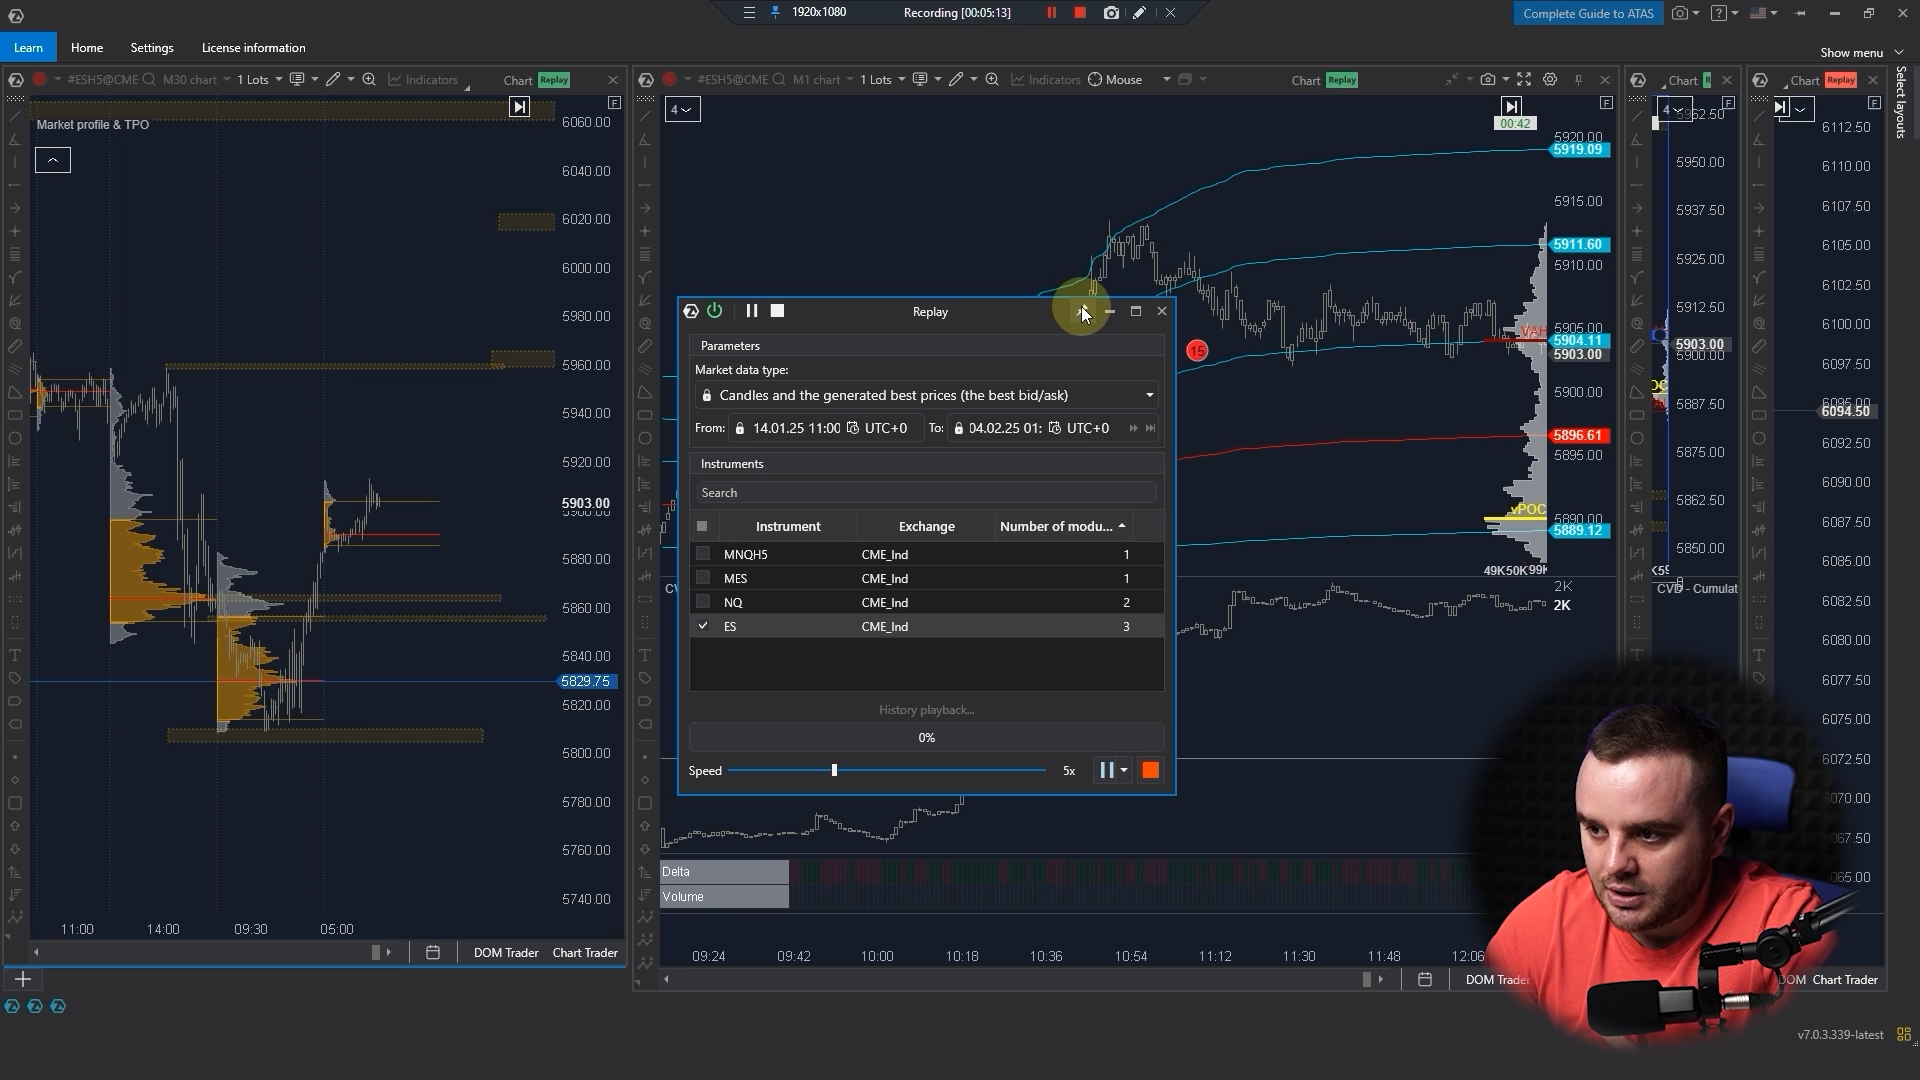 1920x1080
Recording [00:05:13]
Complete Guide to ATAS
Learn
Home
Settings
License information
Show menu
#ESH5@CME
M30 chart
1 Lots
Indicators
Chart
Replay
#ESH5@CME
M1 chart
1 Lots
Indicators
Mouse
Chart
Replay
Chart
Chart
Replay
Select layouts
Market profile & TPO
6060.00
6040.00
6020.00
6000.00
5980.00
5960.00
5940.00
5920.00
5903.00
5880.00
5860.00
5840.00
5829.75
5820.00
5800.00
5780.00
5760.00
5740.00
11:00
14:00
09:30
05:00
DOM Trader
Chart Trader
4
00:42
5920.00
5919.09
5915.00
5911.60
5910.00
5905.00
VAH
5904.11
5903.00
5900.00
5896.61
5895.00
vPOC
5890.00
5889.12
49K50K99K
2K
2K
15
Replay
Parameters
Market data type:
Candles and the generated best prices (the best bid/ask)
From:
14.01.25 11:00
UTC+0
To:
04.02.25 01:
UTC+0
Instruments
Search
Instrument
Exchange
Number of modu...
MNQH5 CME_Ind 1
MES CME_Ind 1
NQ CME_Ind 2
ES CME_Ind 3
History playback...
0%
Speed
5x
Delta
Volume
09:24
09:42
10:00
10:18
10:36
10:54
11:12
11:30
11:48
12:06
4
5962.50
5950.00
5937.50
5925.00
5912.50
5903.00
5900.00
5887.50
5875.00
5862.50
5850.00
CVD - Cumulat
6112.50
6110.00
6107.50
6105.00
6102.50
6100.00
6097.50
6095.00
6094.50
6092.50
6090.00
6087.50
6085.00
6082.50
6080.00
6077.50
6075.00
6072.50
6070.00
DOM
Chart Trader
v7.0.3.339-latest